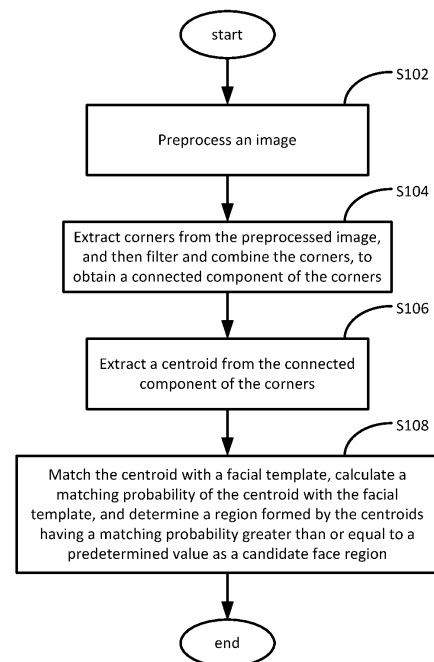 start
S102
Preprocess an image
S104
Extract corners from the preprocessed image,
and then filter and combine the corners, to
obtain a connected component of the corners
S106
Extract a centroid from the connected
component of the corners
S108
Match the centroid with a facial template, calculate a
matching probability of the centroid with the facial
template, and determine a region formed by the centroids
having a matching probability greater than or equal to a
predetermined value as a candidate face region
end